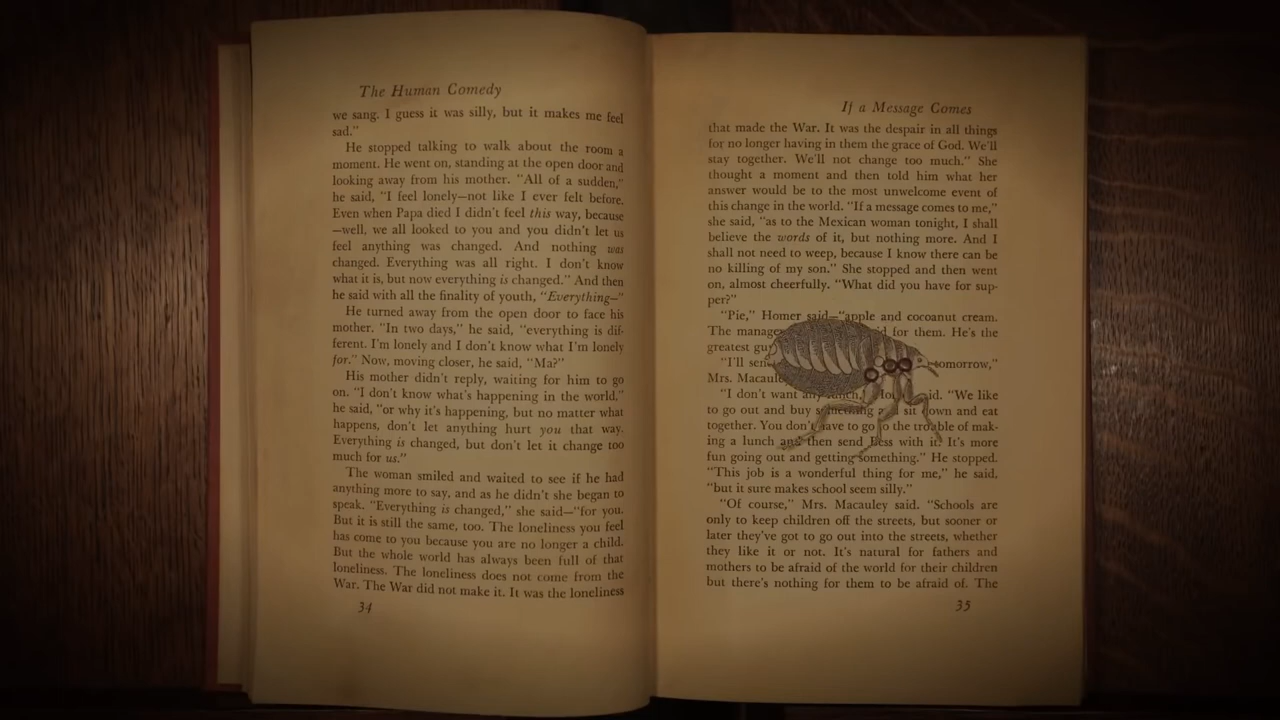 The Human Comedy
we sang. I guess it was silly, but it makes me feel
sad."
He stopped talking to walk about the room a
moment. He went on, standing at the open door and
looking away from his mother. "All of a sudden,"
he said, "I feel lonely—not like I ever felt before.
Even when Papa died I didn't feel this way, because
—well, we all looked to you and you didn't let us
feel anything was changed. And nothing was
changed. Everything was all right. I don't know
what it is, but now everything is changed." And then
he said with all the finality of youth, "Everything—"
He turned away from the open door to face his
mother. "In two days," he said, "everything is dif-
ferent. I'm lonely and I don't know what I'm lonely
for." Now, moving closer, he said, "Ma?"
His mother didn't reply, waiting for him to go
on. "I don't know what's happening in the world,"
he said, "or why it's happening, but no matter what
happens, don't let anything hurt you that way.
Everything is changed, but don't let it change too
much for us."
The woman smiled and waited to see if he had
anything more to say, and as he didn't she began to
speak. "Everything is changed," she said—"for you.
But it is still the same, too. The loneliness you feel
has come to you because you are no longer a child.
But the whole world has always been full of that
loneliness. The loneliness does not come from the
War. The War did not make it. It was the loneliness
34
If a Message Comes
that made the War. It was the despair in all things
for no longer having in them the grace of God. We'll
stay together. We'll not change too much." She
thought a moment and then told him what her
answer would be to the most unwelcome event of
this change in the world. "If a message comes to me,"
she said, "as to the Mexican woman tonight, I shall
believe the words of it, but nothing more. And I
shall not need to weep, because I know there can be
no killing of my son." She stopped and then went
on, almost cheerfully. "What did you have for sup-
per?"
"Pie," Homer said—"apple and cocoanut cream.
The for them. He's the
greatest
"I'll tomorrow,"
Mrs.
"I don't want "We like
to go out and buy something and sit down and eat
together. You don't have to go to the trouble of mak-
ing a lunch and then send Bess with it. It's more
fun going out and getting something." He stopped.
"This job is a wonderful thing for me," he said,
"but it sure makes school seem silly."
"Of course," Mrs. Macauley said. "Schools are
only to keep children off the streets, but sooner or
later they've got to go out into the streets, whether
they like it or not. It's natural for fathers and
mothers to be afraid of the world for their children
but there's nothing for them to be afraid of. The
35